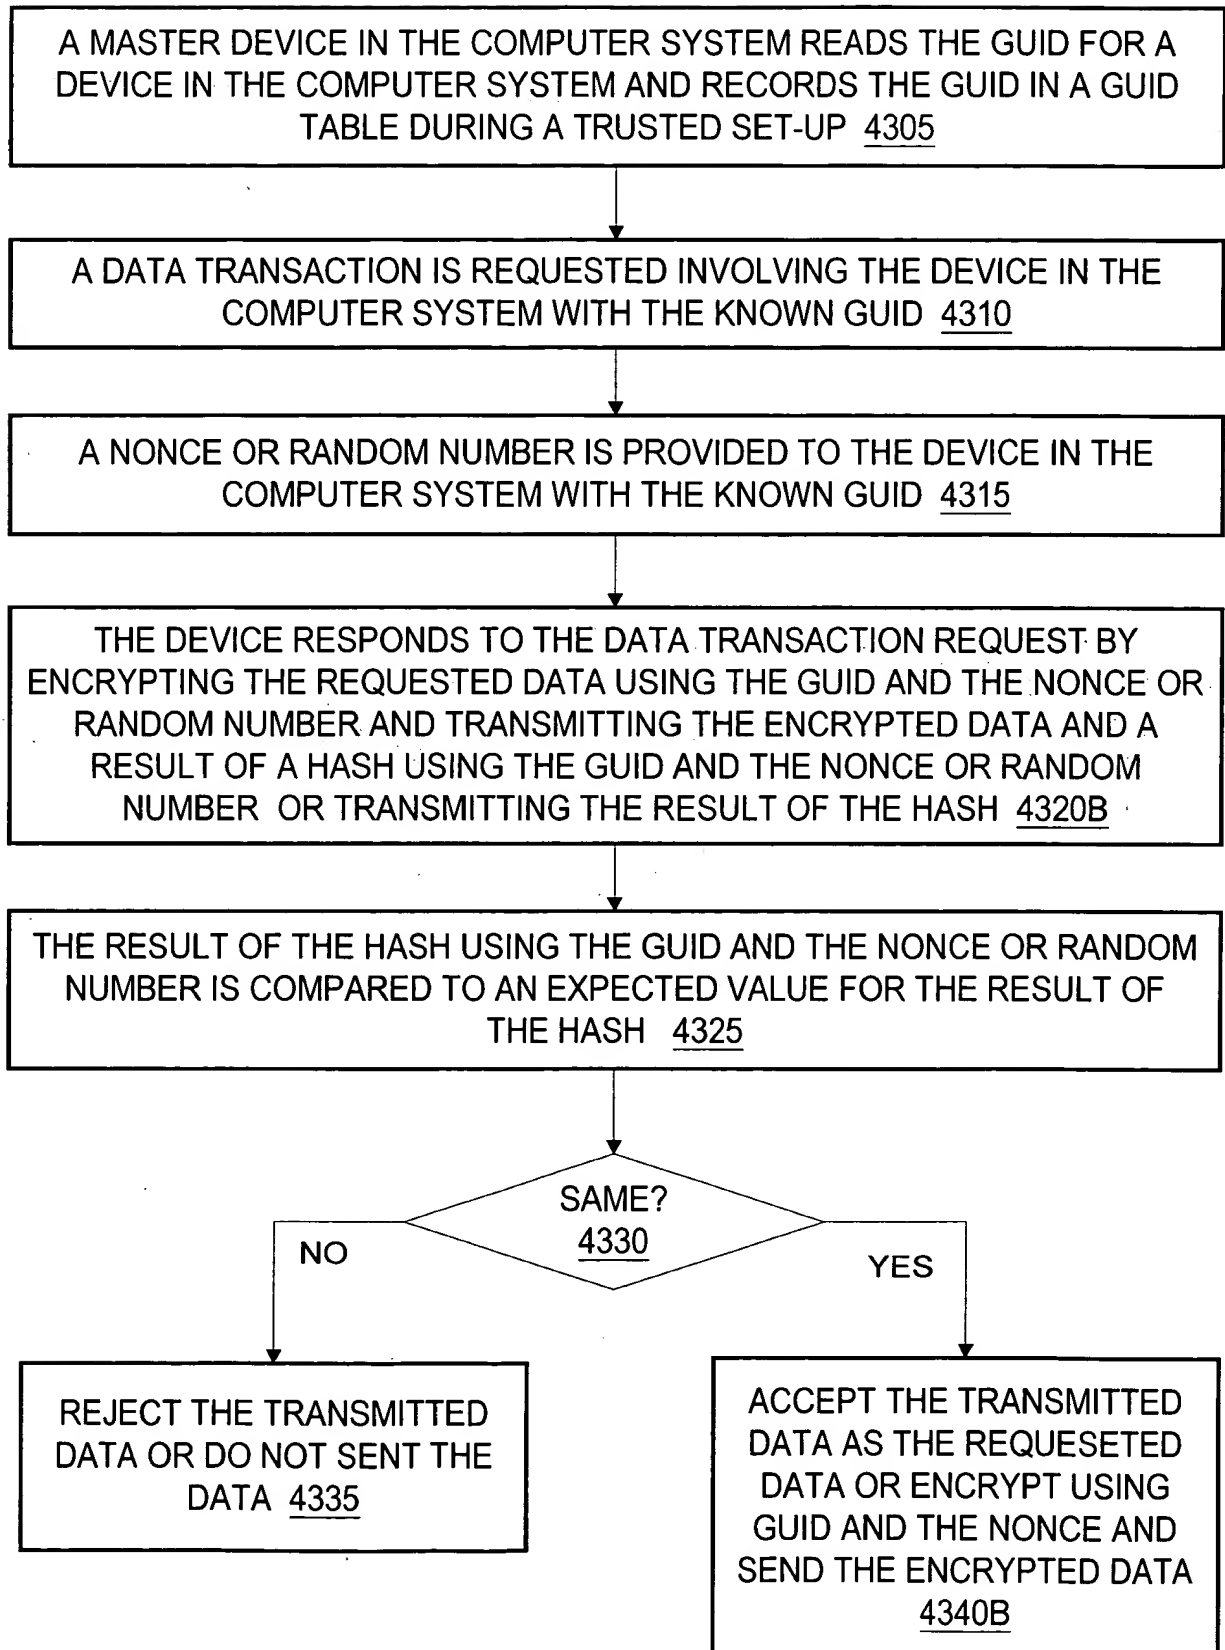 A MASTER DEVICE IN THE COMPUTER SYSTEM READS THE GUID FOR A
DEVICE IN THE COMPUTER SYSTEM AND RECORDS THE GUID IN A GUID
TABLE DURING A TRUSTED SET-UP 4305
A DATA TRANSACTION IS REQUESTED INVOLVING THE DEVICE IN THE
COMPUTER SYSTEM WITH THE KNOWN GUID 4310
A NONCE OR RANDOM NUMBER IS PROVIDED TO THE DEVICE IN THE
COMPUTER SYSTEM WITH THE KNOWN GUID 4315
THE DEVICE RESPONDS TO THE DATA TRANSACTION REQUEST BY
ENCRYPTING THE REQUESTED DATA USING THE GUID AND THE NONCE OR
RANDOM NUMBER AND TRANSMITTING THE ENCRYPTED DATA AND A
RESULT OF A HASH USING THE GUID AND THE NONCE OR RANDOM
NUMBER OR TRANSMITTING THE RESULT OF THE HASH 4320B
THE RESULT OF THE HASH USING THE GUID AND THE NONCE OR RANDOM
NUMBER IS COMPARED TO AN EXPECTED VALUE FOR THE RESULT OF
THE HASH 4325
SAME?
4330
NO
YES
REJECT THE TRANSMITTED
DATA OR DO NOT SENT THE
DATA 4335
ACCEPT THE TRANSMITTED
DATA AS THE REQUESETED
DATA OR ENCRYPT USING
GUID AND THE NONCE AND
SEND THE ENCRYPTED DATA
4340B